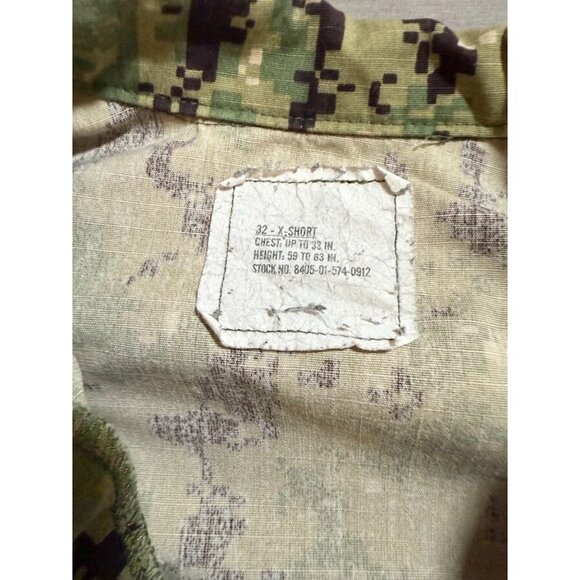 32 - X-SHORT
CHEST: UP TO 33 IN.
HEIGHT: 59 TO 63 IN.
STOCK NO. 8405-01-574-0912